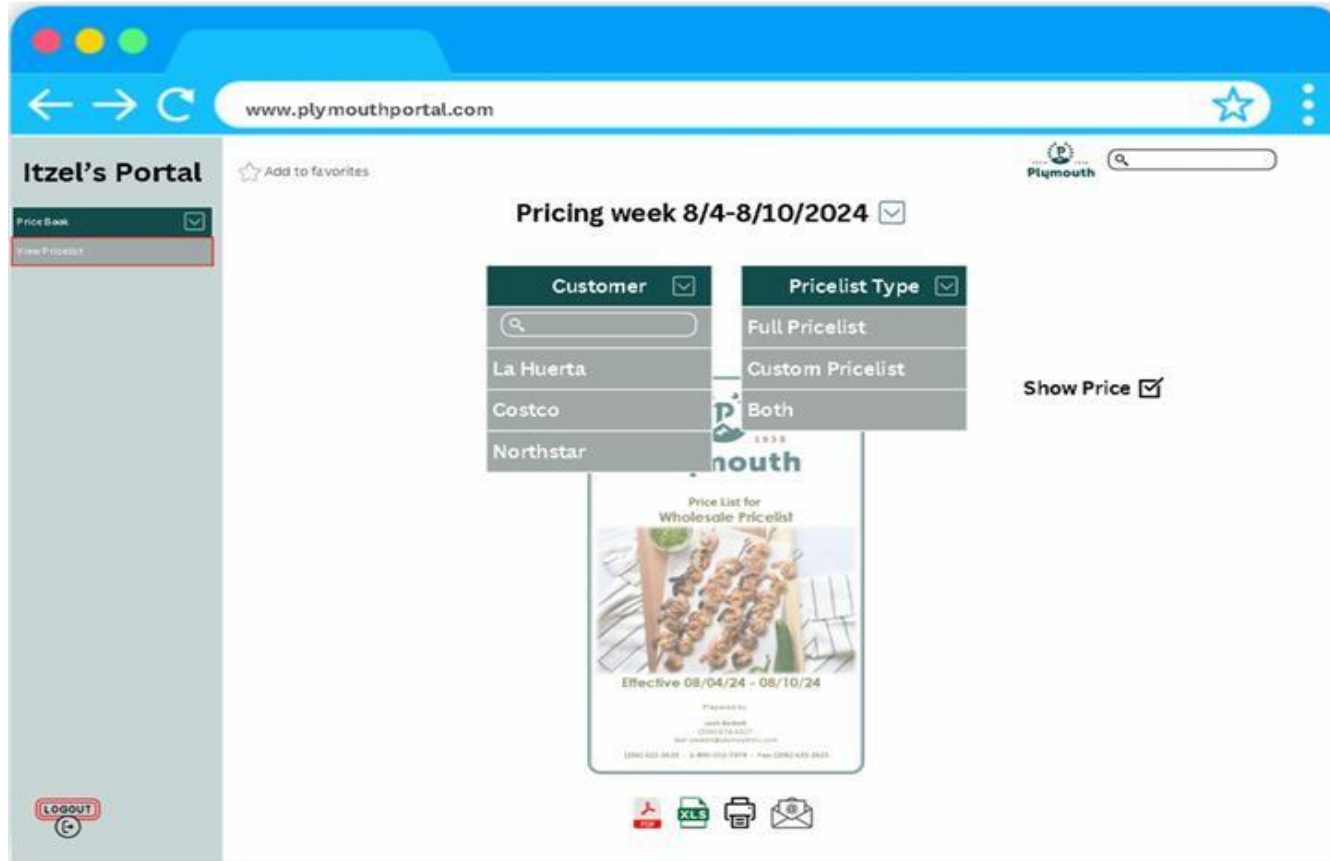 www.plymouthportal.com
Itzel's Portal
Add to favorites
Plymouth
Price Book
View Pricelist
Pricing week 8/4-8/10/2024
Customer
Pricelist Type
Full Pricelist
La Huerta
Custom Pricelist
Show Price
Costco
Both
Northstar
1938
mouth
Price List for
Wholesale Pricelist
Effective 08/04/24 - 08/10/24
Prepared by
LOGOUT
PDF
XLS